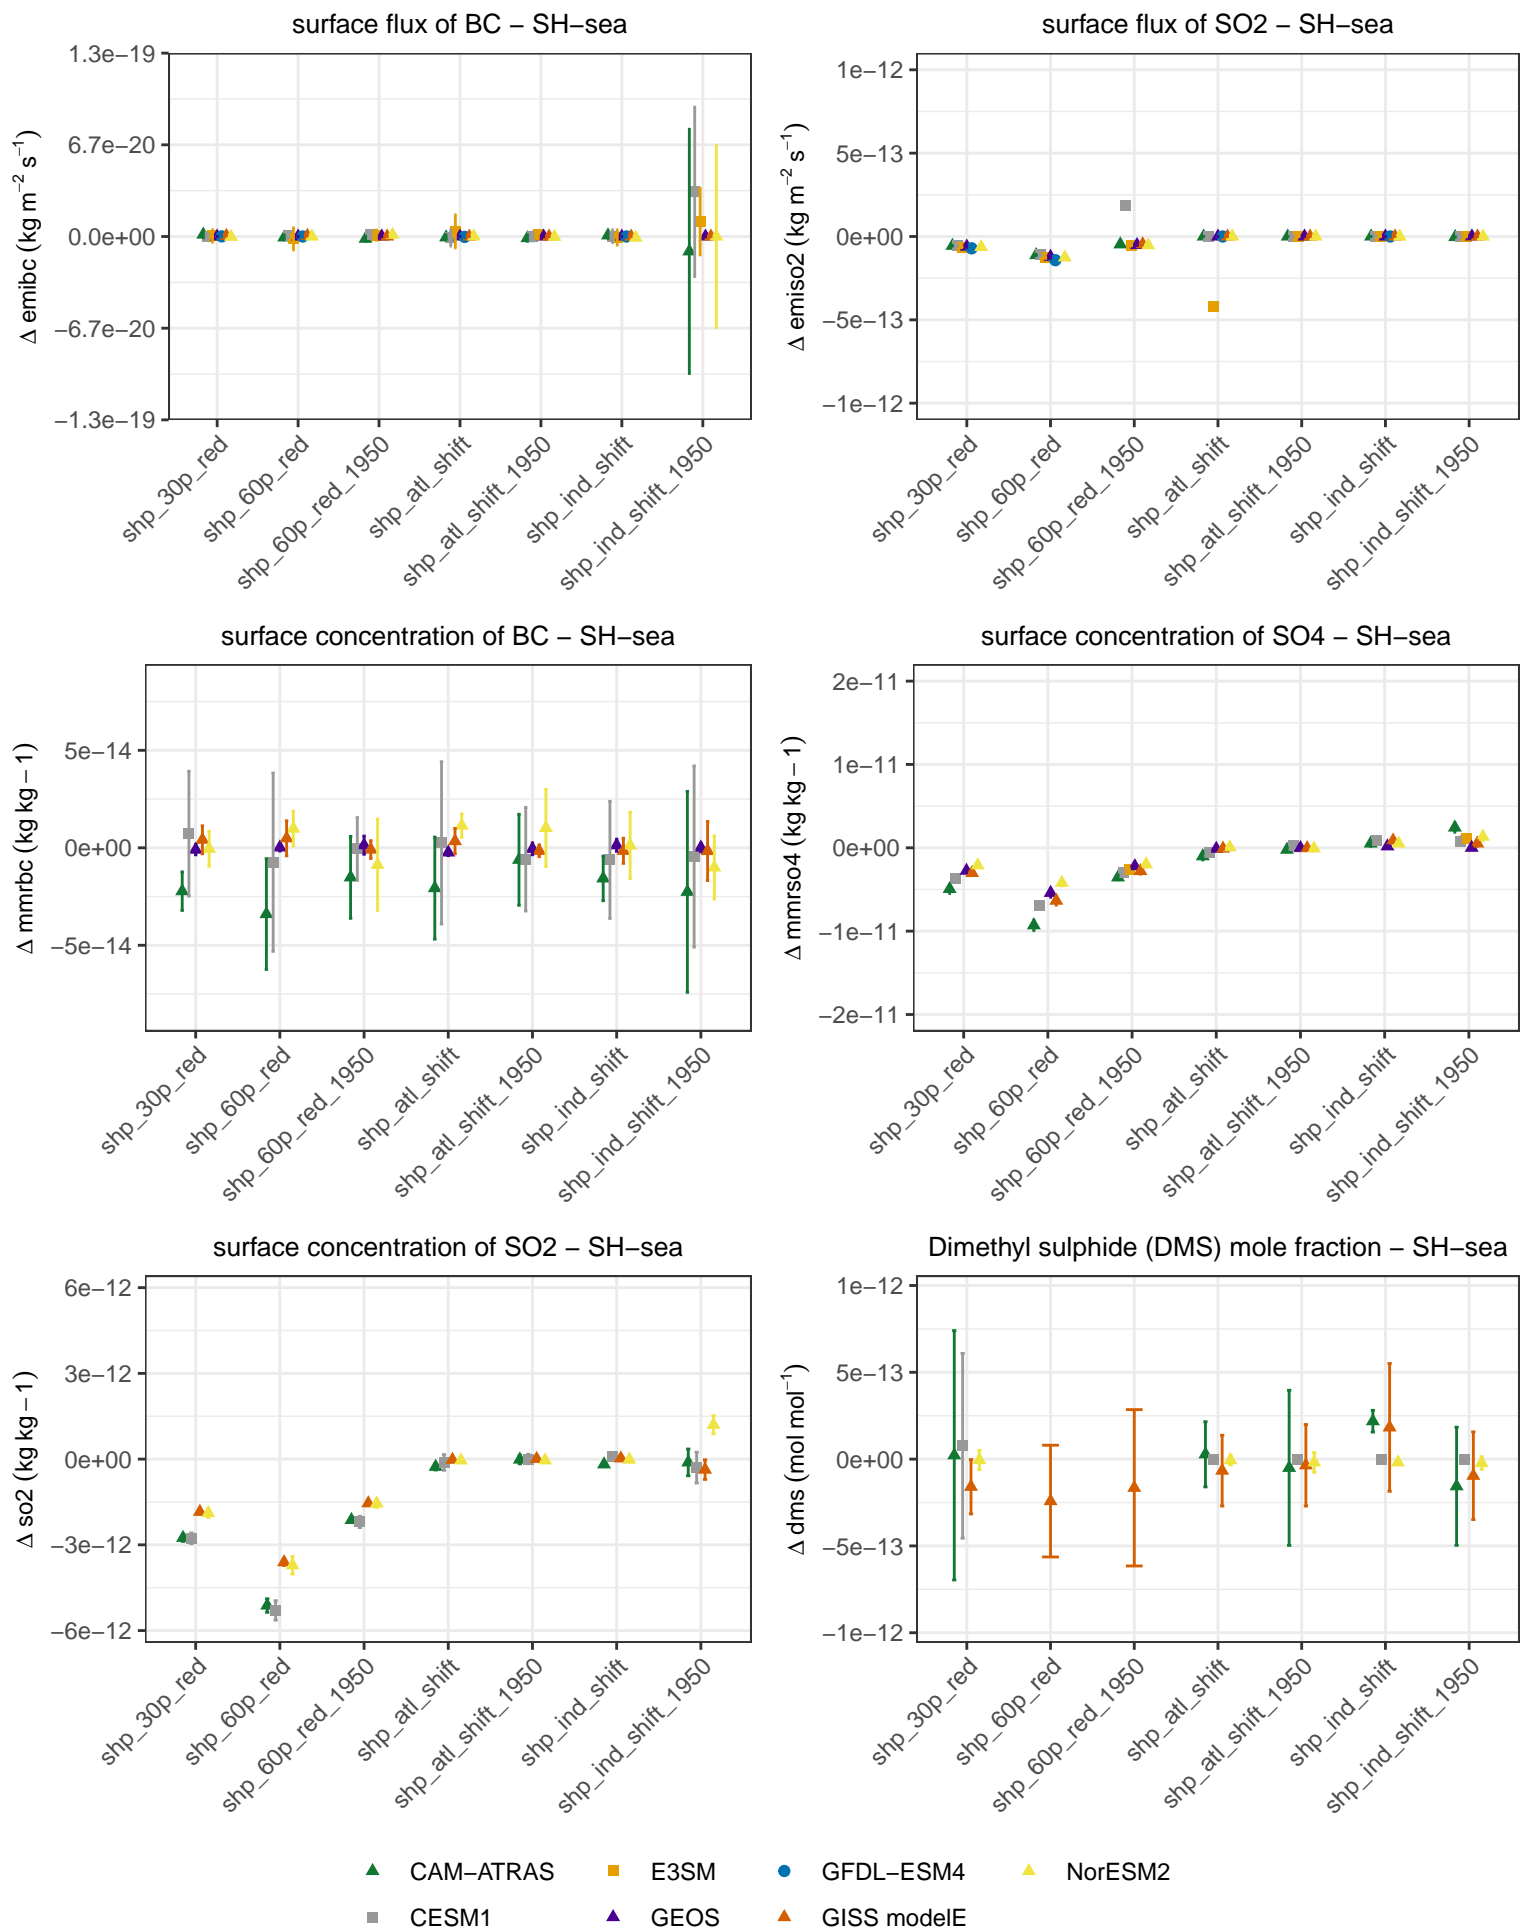 surface flux of BC − SH−sea
1.3e−19
6.7e−20
0.0e+00
−6.7e−20
−1.3e−19
Δ emibc (kg m−2 s−1)
shp_30p_red
shp_60p_red
shp_60p_red_1950
shp_atl_shift
shp_atl_shift_1950
shp_ind_shift
shp_ind_shift_1950
surface flux of SO2 − SH−sea
1e−12
5e−13
0e+00
−5e−13
−1e−12
Δ emiso2 (kg m−2 s−1)
shp_30p_red
shp_60p_red
shp_60p_red_1950
shp_atl_shift
shp_atl_shift_1950
shp_ind_shift
shp_ind_shift_1950
surface concentration of BC − SH−sea
5e−14
0e+00
−5e−14
Δ mmrbc (kg kg − 1)
shp_30p_red
shp_60p_red
shp_60p_red_1950
shp_atl_shift
shp_atl_shift_1950
shp_ind_shift
shp_ind_shift_1950
surface concentration of SO4 − SH−sea
2e−11
1e−11
0e+00
−1e−11
−2e−11
Δ mmrso4 (kg kg − 1)
shp_30p_red
shp_60p_red
shp_60p_red_1950
shp_atl_shift
shp_atl_shift_1950
shp_ind_shift
shp_ind_shift_1950
surface concentration of SO2 − SH−sea
6e−12
3e−12
0e+00
−3e−12
−6e−12
Δ so2 (kg kg − 1)
shp_30p_red
shp_60p_red
shp_60p_red_1950
shp_atl_shift
shp_atl_shift_1950
shp_ind_shift
shp_ind_shift_1950
Dimethyl sulphide (DMS) mole fraction − SH−sea
1e−12
5e−13
0e+00
−5e−13
−1e−12
Δ dms (mol mol−1)
shp_30p_red
shp_60p_red
shp_60p_red_1950
shp_atl_shift
shp_atl_shift_1950
shp_ind_shift
shp_ind_shift_1950
CAM−ATRAS E3SM GFDL−ESM4 NorESM2
CESM1 GEOS GISS modelE